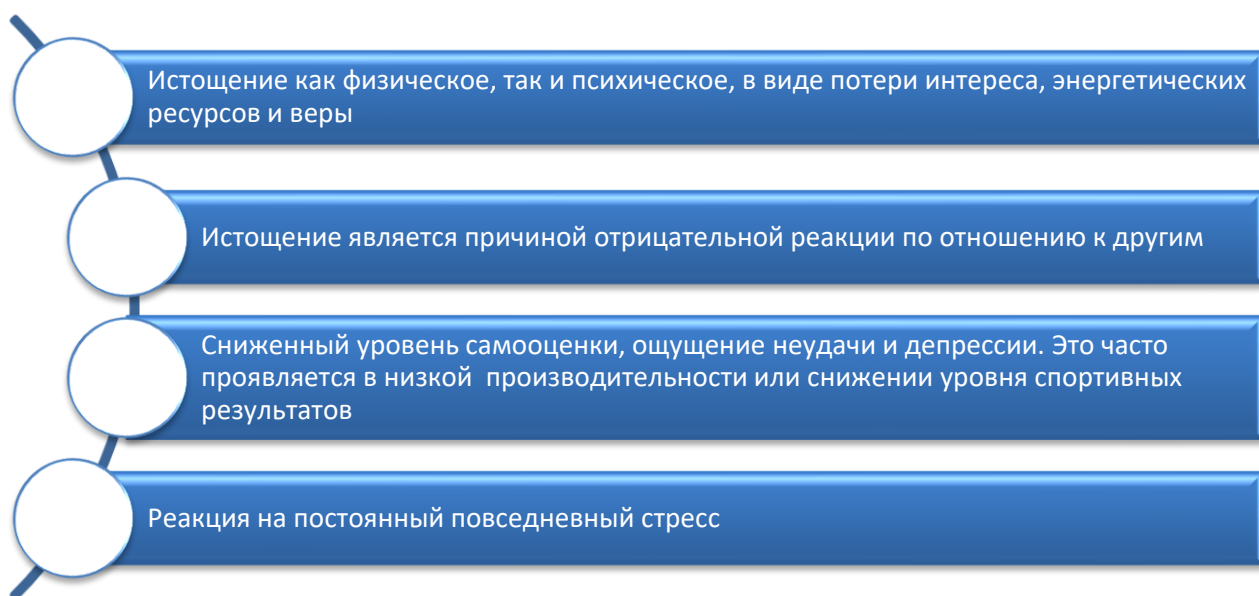 Истощение как физическое, так и психическое, в виде потери интереса, энергетических
ресурсов и веры
Истощение является причиной отрицательной реакции по отношению к другим
Сниженный уровень самооценки, ощущение неудачи и депрессии. Это часто
проявляется в низкой  производительности или снижении уровня спортивных
результатов
Реакция на постоянный повседневный стресс